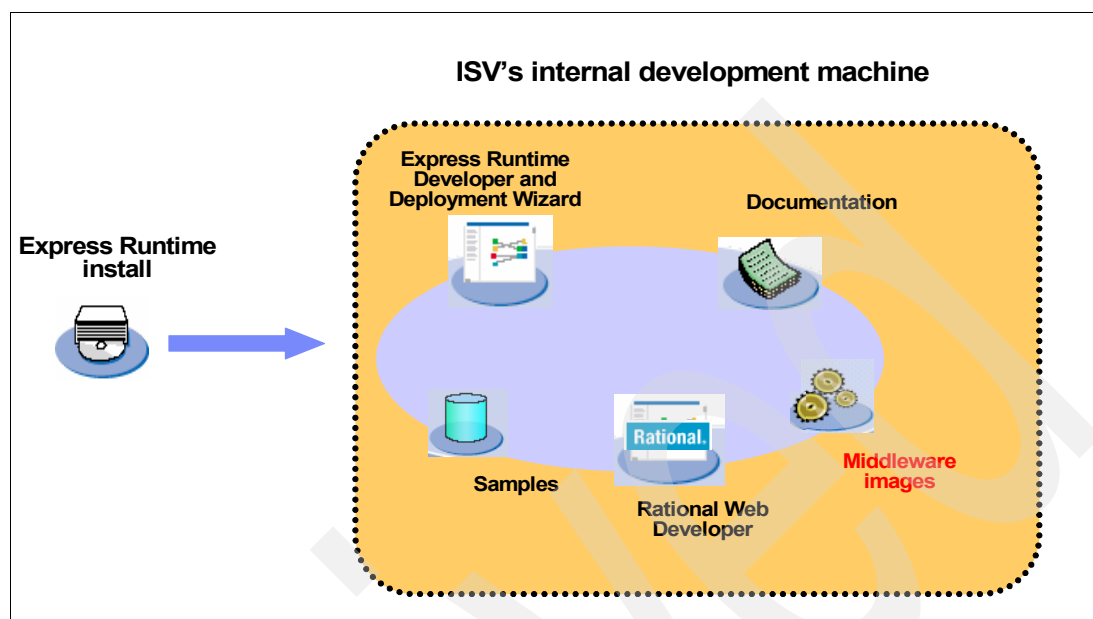 ISV's internal development machine
Express Runtime
Developer and
Deployment Wizard
Documentation
Express Runtime
install
Rational.
Samples
Rational Web
Developer
Middleware
images